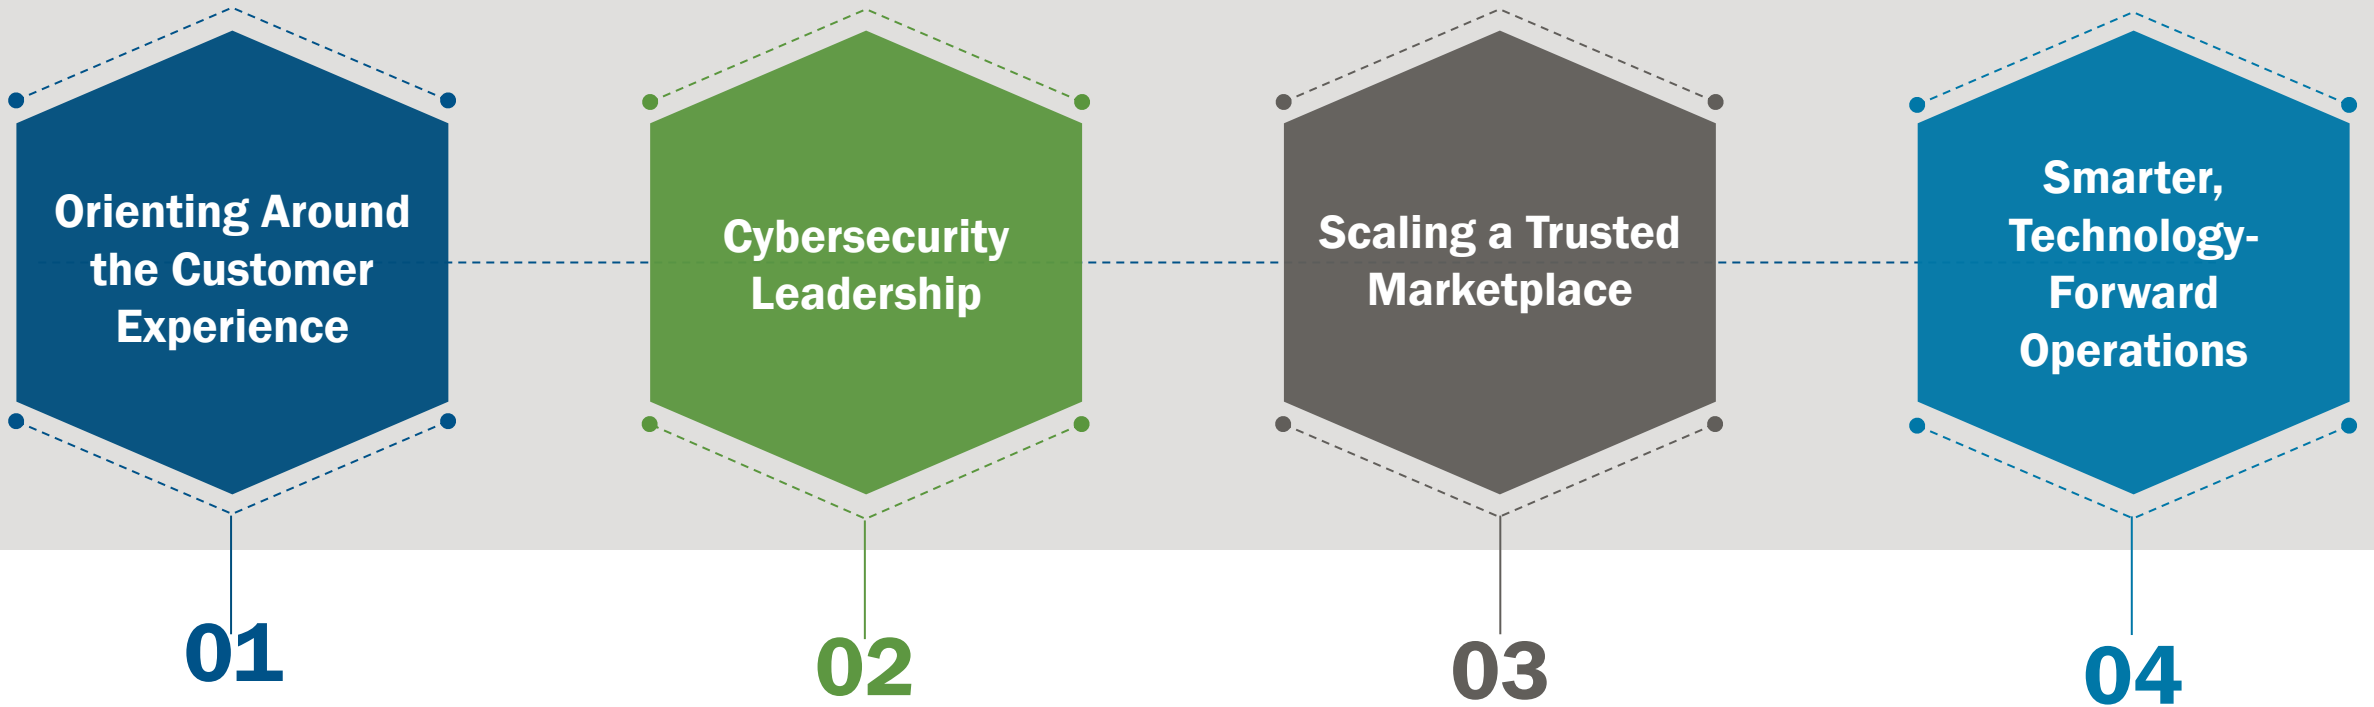 Orienting Around
the Customer
Experience
01
Cybersecurity
Leadership
02
Scaling a Trusted
Marketplace
03
Smarter,
Technology-
Forward
Operations
04